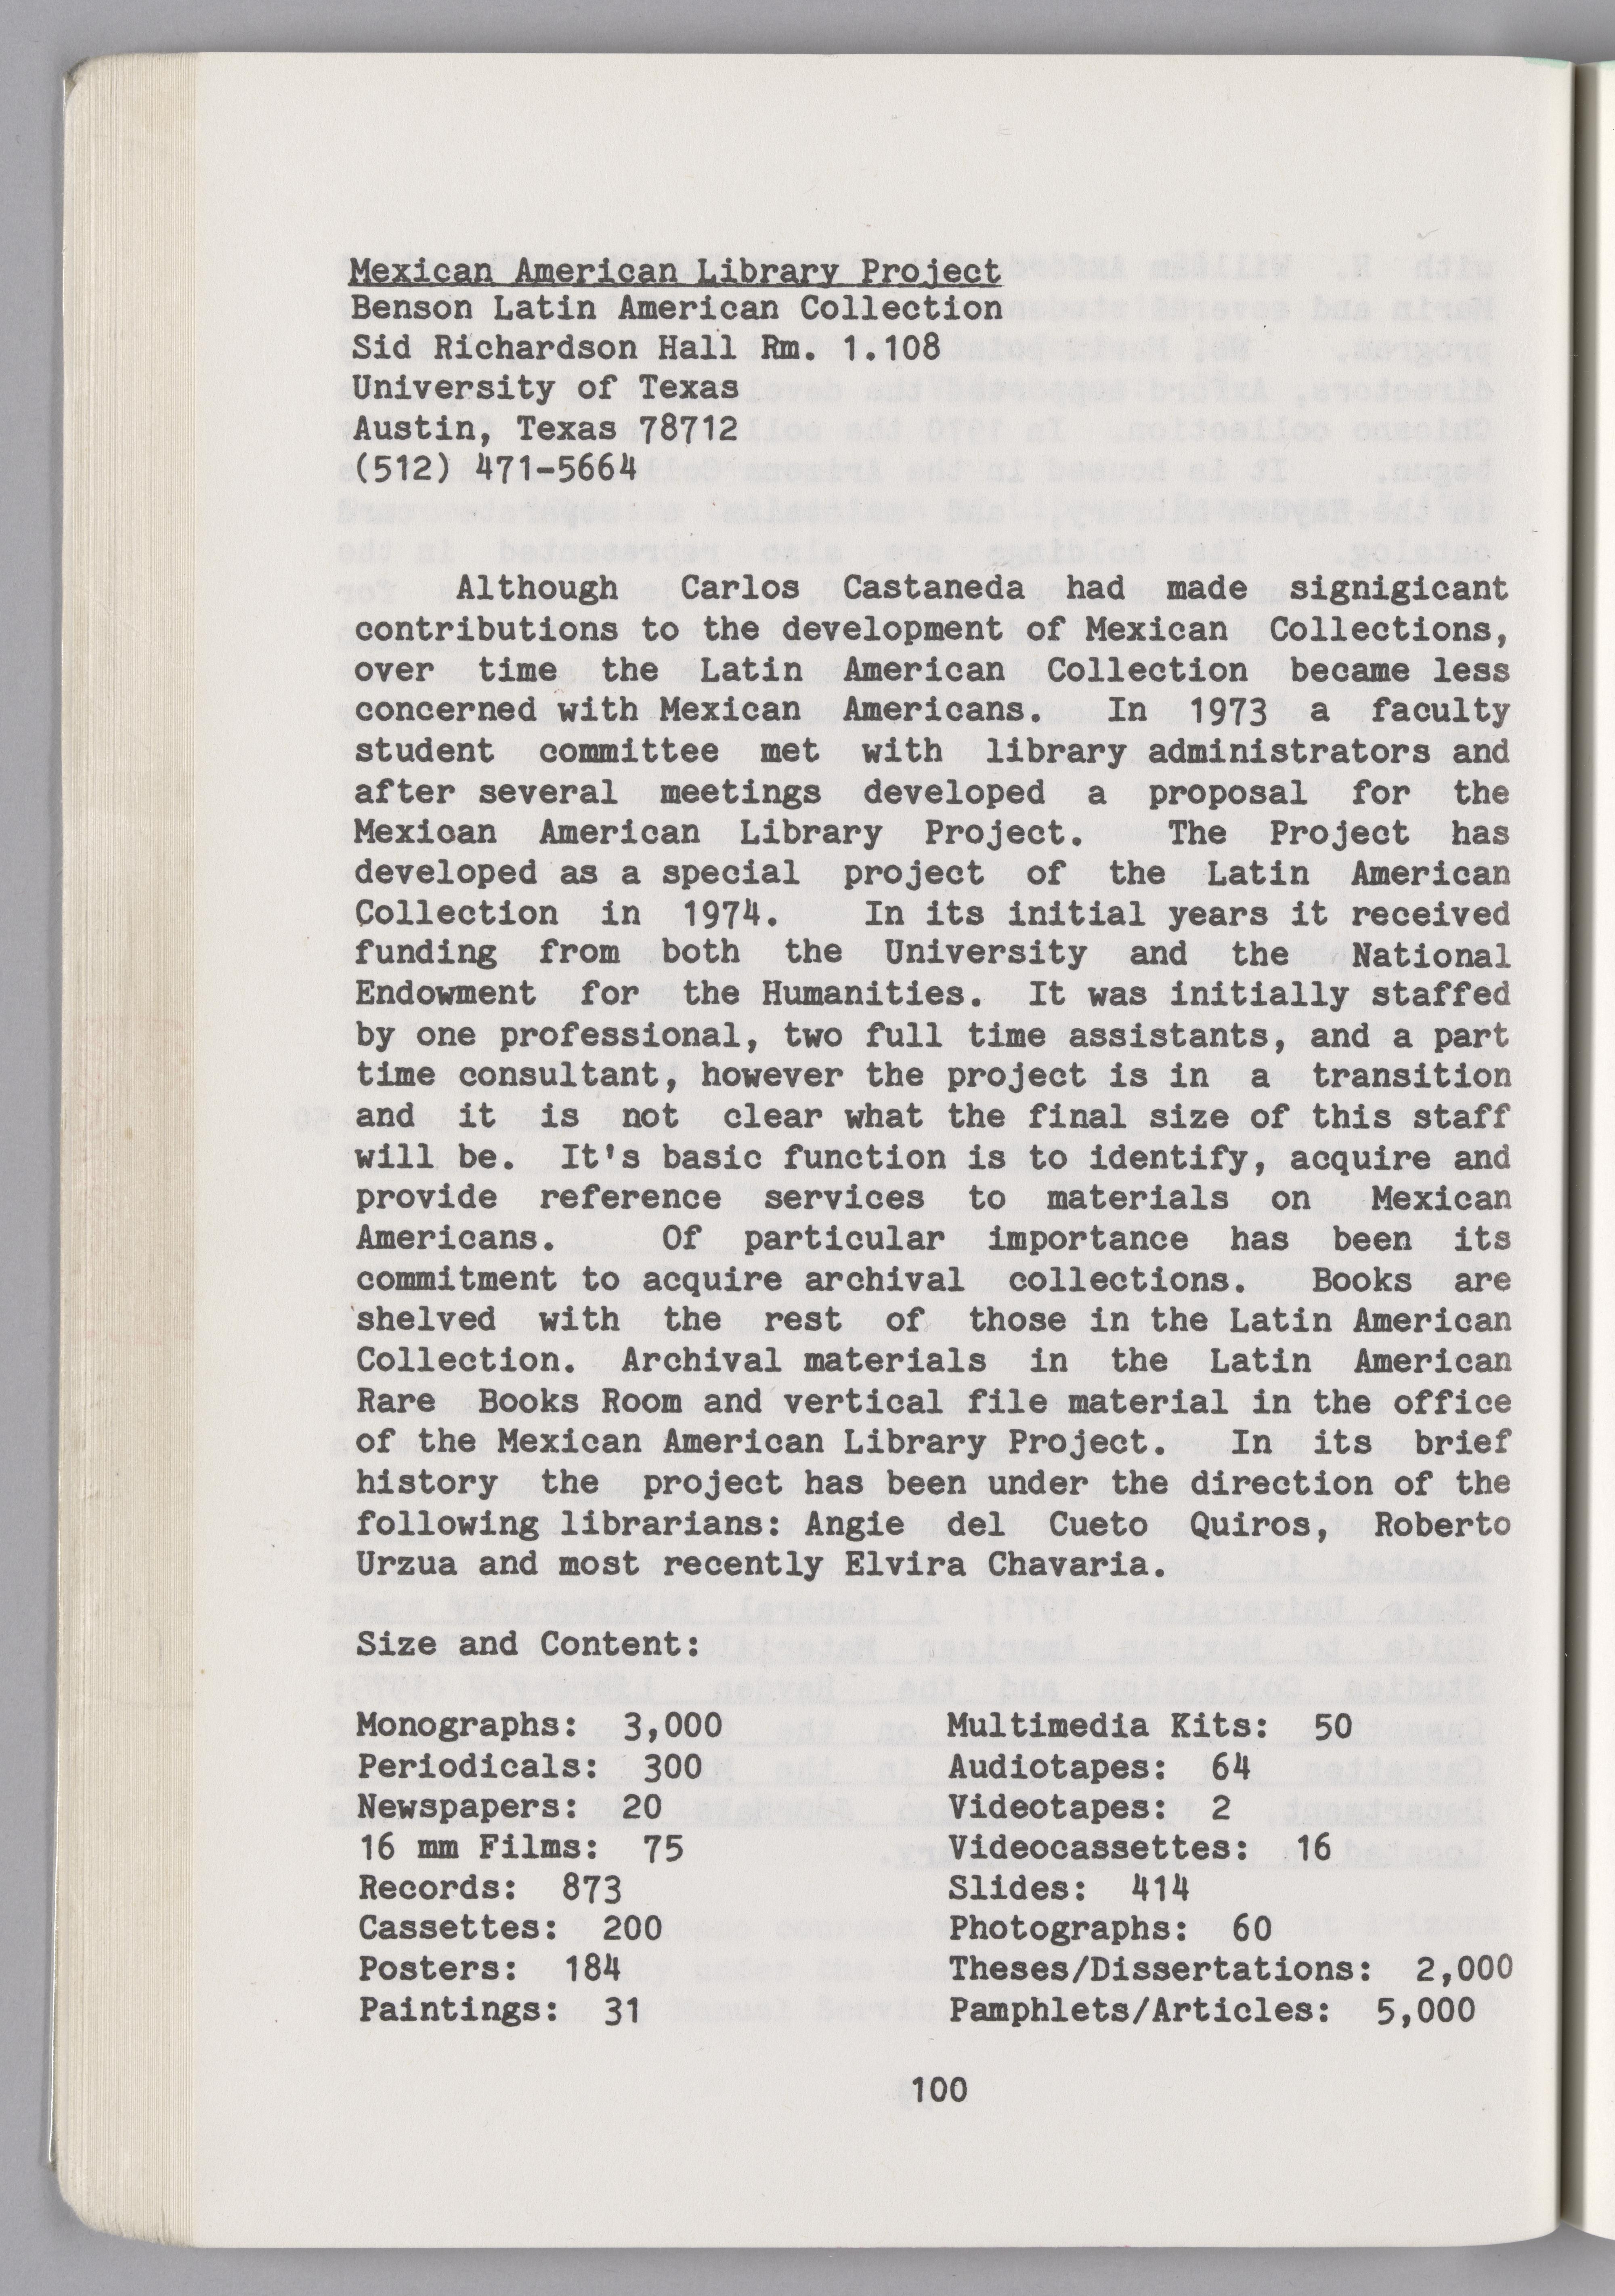 Mexican American Library Project
Benson Latin American Collection
Sid Richardson Hall Rm. 1.108
University of Texas
Austin, Texas 78712
(512) 471-5664
Although Carlos Castaneda had made signigicant
contributions to the development of Mexican Collections,
over time the Latin American Collection became less
concerned with Mexican Americans. In 1973 a faculty
student committee met with library administrators and
after several meetings developed a proposal for the
Mexican American Library Project. The Project has
developed as a special project of the Latin American
Collection in 1974. In its initial years it received
funding from both the University and the National
Endowment for the Humanities. It was initially staffed
by one professional, two full time assistants, and a part
time consultant, however the project is in a transition
and it is not clear what the final size of this staff
will be. It's basic function is to identify, acquire and
provide reference services to materials on Mexican
Americans. Of particular importance has been its
commitment to acquire archival collections. Books are
shelved with the rest of those in the Latin American
Collection. Archival materials in the Latin American
Rare Books Room and vertical file material in the office
of the Mexican American Library Project. In its brief
history the project has been under the direction of the
following librarians: Angie del Cueto Quiros, Roberto
Urzua and most recently Elvira Chavaria.
Size and Content:
Monographs: 3,000
Periodicals: 300
Newspapers: 20
16 mm Films: 75
Records: 873
Cassettes: 200
Posters: 184
Paintings: 31
Multimedia Kits: 50
Audiotapes: 64
Videotapes: 2
Videocassettes: 16
Slides: 414
Photographs: 60
Theses/Dissertations: 2,000
Pamphlets/Articles: 5,000
100